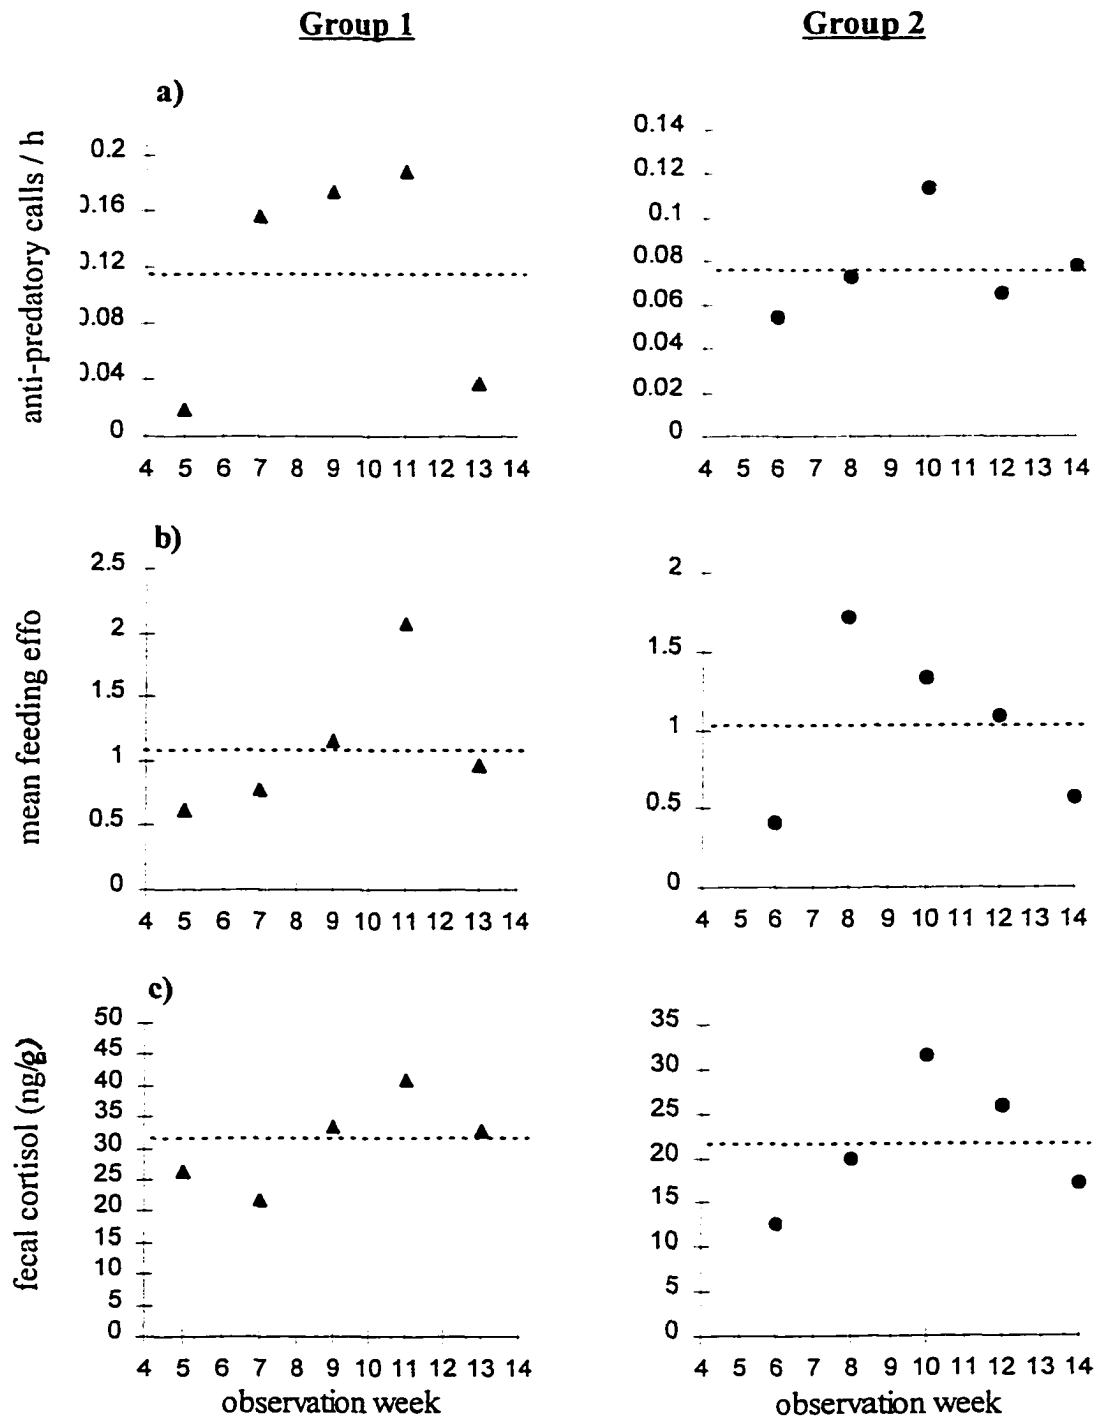 Group 1
Group 2
a)
anti-predatory calls / h
0.2
0.16
0.12
0.08
0.04
0
4 5 6 7 8 9 10 11 12 13 14
0.14
0.12
0.1
0.08
0.06
0.04
0.02
0
4 5 6 7 8 9 10 11 12 13 14
b)
mean feeding effo
2.5
2
1.5
1
0.5
0
4 5 6 7 8 9 10 11 12 13 14
2
1.5
1
0.5
0
4 5 6 7 8 9 10 11 12 13 14
c)
fecal cortisol (ng/g)
50
45
40
35
30
25
20
15
10
5
0
4 5 6 7 8 9 10 11 12 13 14
observation week
35
30
25
20
15
10
5
0
4 5 6 7 8 9 10 11 12 13 14
observation week